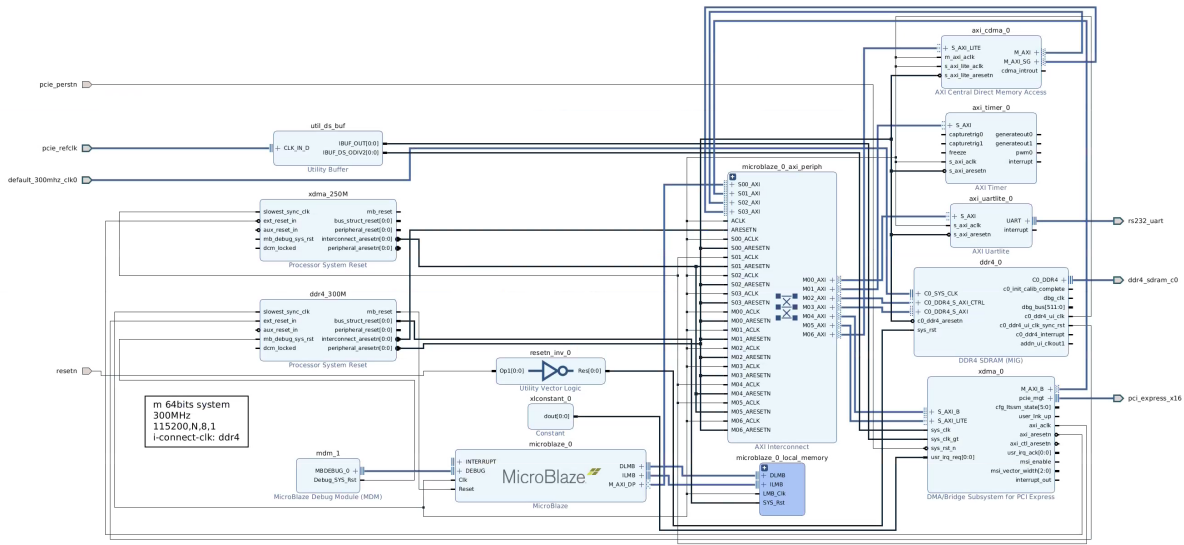 axi_cdma_0
S_AXI_LITE
m_axi_aclk
s_axi_lite_aclk
s_axi_lite_aresetn
M_AXI
M_AXI_SG
cdma_introut
AXI Central Direct Memory Access
pcie_perstn
axi_timer_0
S_AXI
capturetrig0
capturetrig1
freeze
s_axi_aclk
s_axi_aresetn
generateout0
generateout1
pwm0
interrupt
AXI Timer
util_ds_buf
CLK_IN_D
IBUF_OUT[0:0]
IBUF_DS_ODIV2[0:0]
Utility Buffer
pcie_refclk
default_300mhz_clk0
xdma_250M
slowest_sync_clk
ext_reset_in
aux_reset_in
mb_debug_sys_rst
dcm_locked
mb_reset
bus_struct_reset[0:0]
peripheral_reset[0:0]
interconnect_aresetn[0:0]
peripheral_aresetn[0:0]
Processor System Reset
microblaze_0_axi_periph
S00_AXI
S01_AXI
S02_AXI
S03_AXI
ACLK
ARESETN
S00_ACLK
S00_ARESETN
S01_ACLK
S01_ARESETN
S02_ACLK
S02_ARESETN
S03_ACLK
S03_ARESETN
M00_ACLK
M00_ARESETN
M01_ACLK
M01_ARESETN
M02_ACLK
M02_ARESETN
M03_ACLK
M03_ARESETN
M04_ACLK
M04_ARESETN
M05_ACLK
M05_ARESETN
M06_ACLK
M06_ARESETN
M00_AXI
M01_AXI
M02_AXI
M03_AXI
M04_AXI
M05_AXI
M06_AXI
AXI Interconnect
axi_uartlite_0
S_AXI
s_axi_aclk
s_axi_aresetn
UART
interrupt
AXI Uartlite
rs232_uart
ddr4_0
C0_SYS_CLK
C0_DDR4_S_AXI_CTRL
C0_DDR4_S_AXI
c0_ddr4_aresetn
sys_rst
C0_DDR4
c0_init_calib_complete
dbg_clk
dbg_bus[511:0]
c0_ddr4_ui_clk
c0_ddr4_ui_clk_sync_rst
c0_ddr4_interrupt
addn_ui_clkout1
DDR4 SDRAM (MIG)
ddr4_sdram_c0
ddr4_300M
slowest_sync_clk
ext_reset_in
aux_reset_in
mb_debug_sys_rst
dcm_locked
mb_reset
bus_struct_reset[0:0]
peripheral_reset[0:0]
interconnect_aresetn[0:0]
peripheral_aresetn[0:0]
Processor System Reset
resetn
resetn_inv_0
Op1[0:0]
Res[0:0]
Utility Vector Logic
xlconstant_0
dout[0:0]
Constant
xdma_0
S_AXI_B
S_AXI_LITE
sys_clk
sys_clk_gt
sys_rst_n
usr_irq_req[0:0]
M_AXI_B
pcie_mgt
cfg_ltssm_state[5:0]
user_lnk_up
axi_aclk
axi_aresetn
axi_ctl_aresetn
usr_irq_ack[0:0]
msi_enable
msi_vector_width[2:0]
interrupt_out
DMA/Bridge Subsystem for PCI Express
pci_express_x16
m 64bits system
300MHz
115200,N,8,1
i-connect-clk: ddr4
mdm_1
MBDEBUG_0
Debug_SYS_Rst
MicroBlaze Debug Module (MDM)
microblaze_0
INTERRUPT
DEBUG
Clk
Reset
MicroBlaze
DLMB
ILMB
M_AXI_DP
MicroBlaze
microblaze_0_local_memory
DLMB
ILMB
LMB_Clk
SYS_Rst